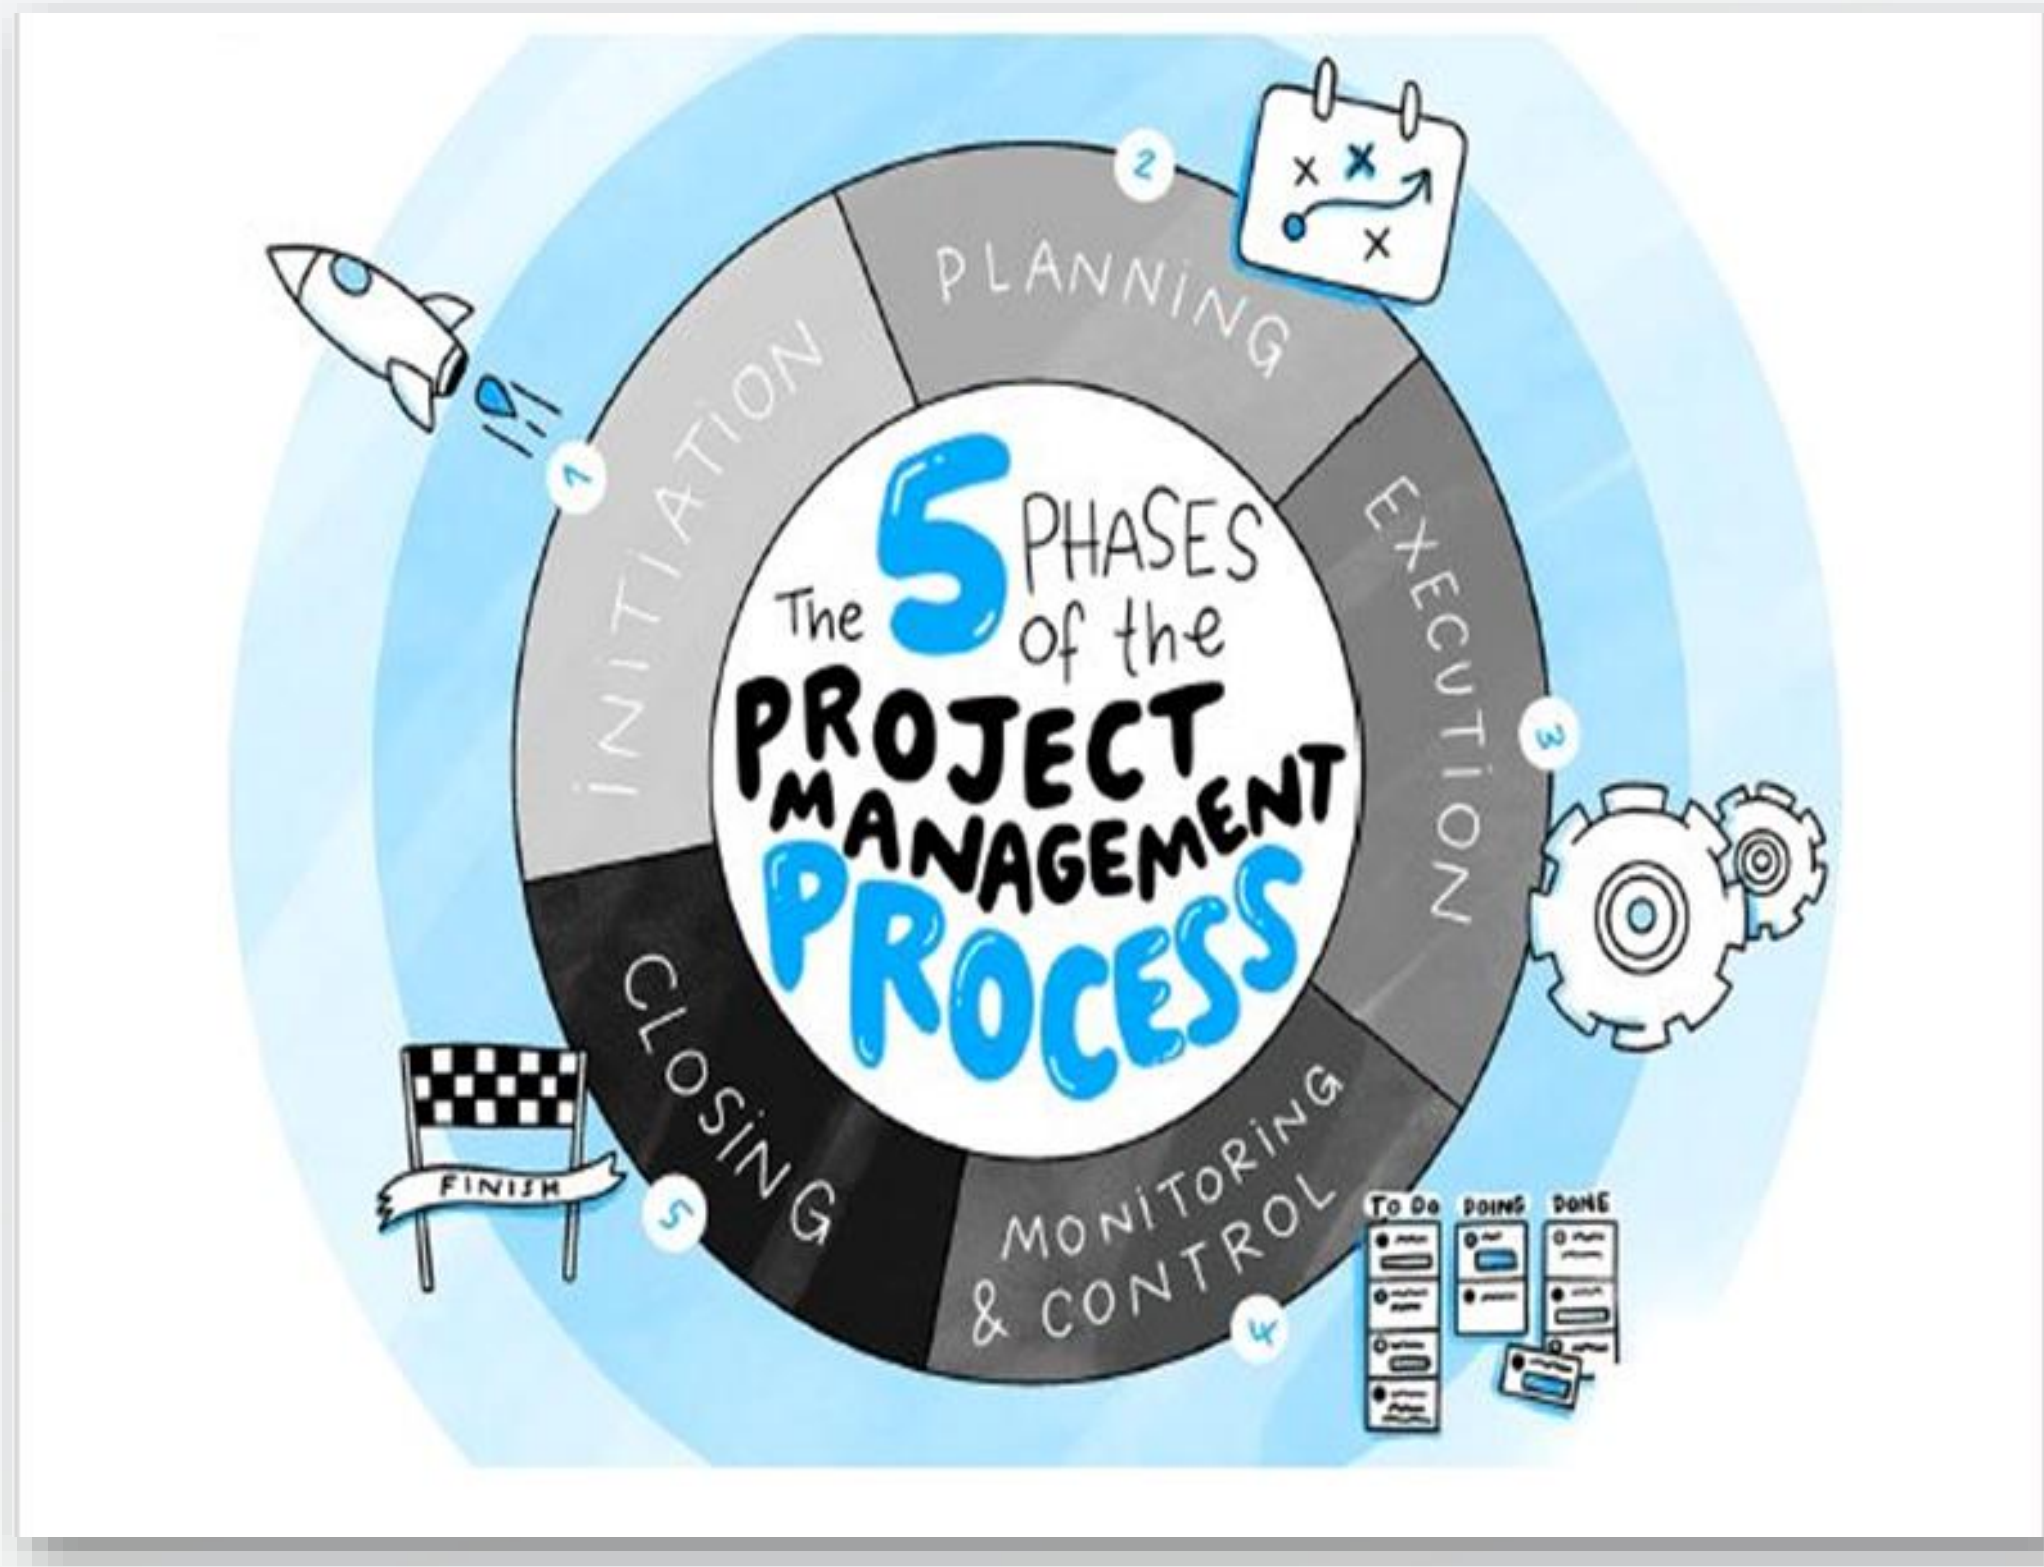 The 5 PHASES
of the
PROJECT
MANAGEMENT
PROCESS
1
INITIATION
2
PLANNING
3
EXECUTION
4
MONITORING
& CONTROL
TO DO DOING DONE
5
CLOSING
FINISH